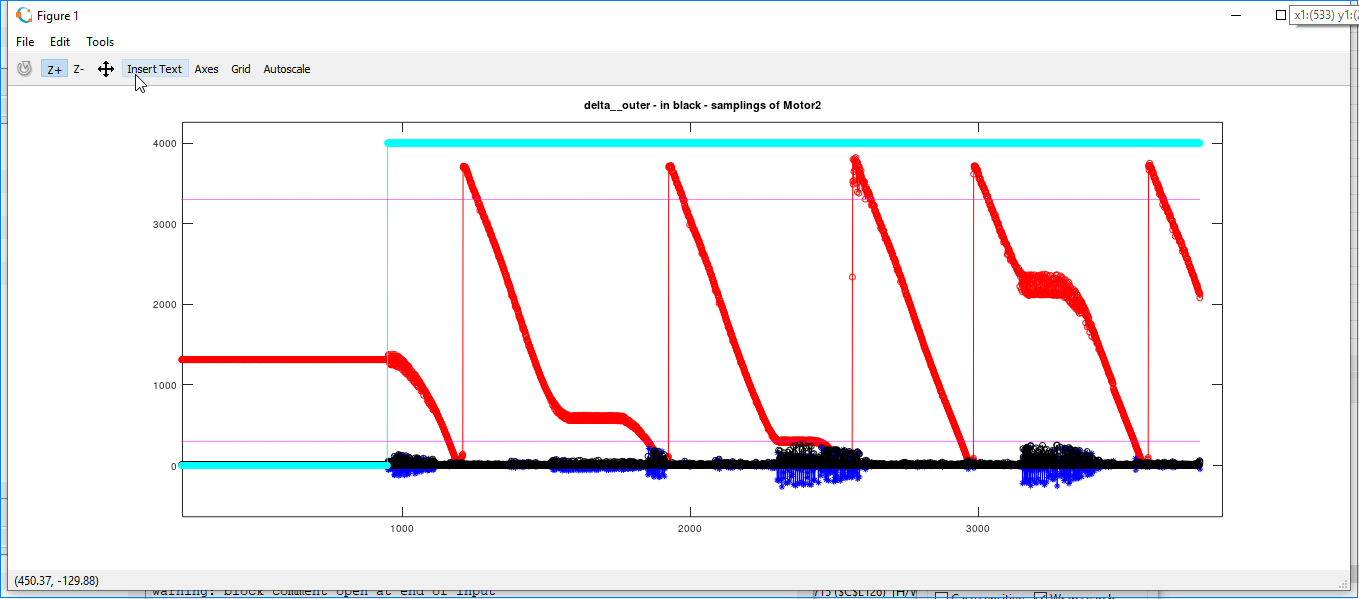 Figure 1
x1:(533) y1:(
File Edit Tools
Z+ Z- Insert Text Axes Grid Autoscale
delta__outer - in black - samplings of Motor2
4000
3000
2000
1000
0
1000 2000 3000
(450.37, -129.88)
warning: block comment open at end of input